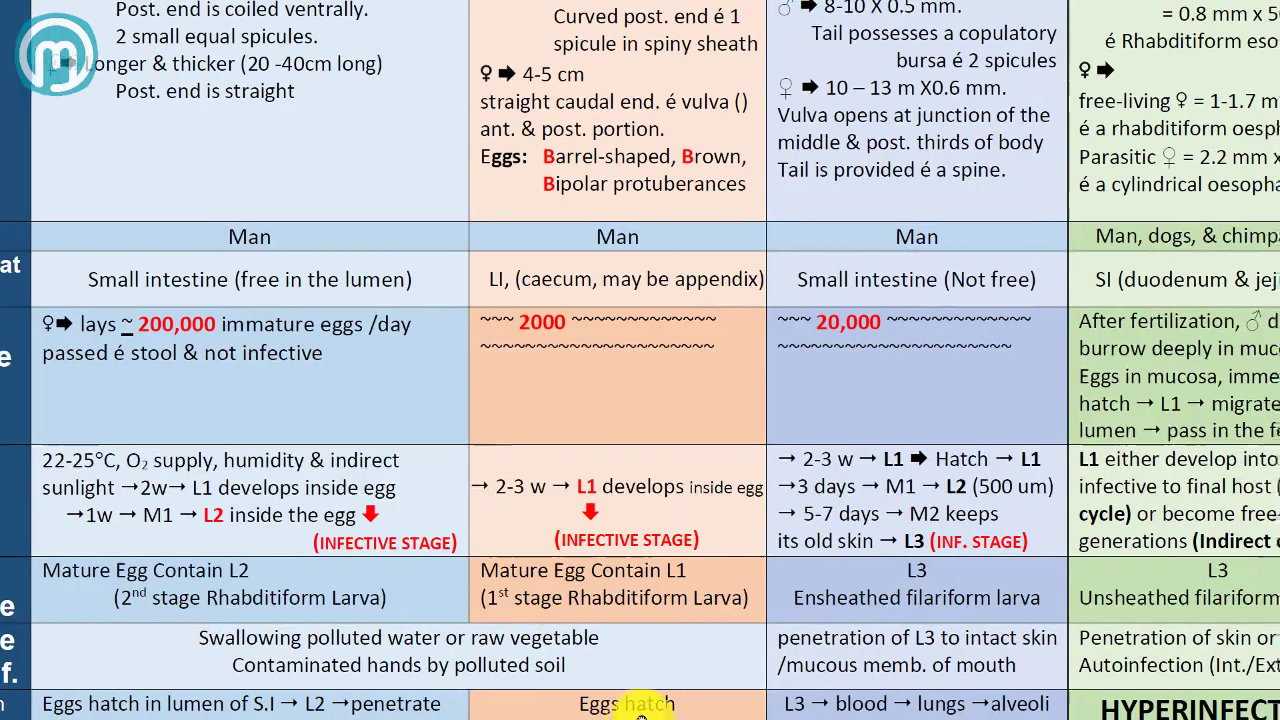 Post. end is coiled ventrally.
2 small equal spicules.
♀➡ Longer & thicker (20 -40cm long)
Post. end is straight
Curved post. end é 1
spicule in spiny sheath
♀ ➡ 4-5 cm
straight caudal end. é vulva ()
ant. & post. portion.
Eggs: Barrel-shaped, Brown,
Bipolar protuberances
♂ ➡ 8-10 X 0.5 mm.
Tail possesses a copulatory
bursa é 2 spicules
♀ ➡ 10 – 13 m X0.6 mm.
Vulva opens at junction of the
middle & post. thirds of body
Tail is provided é a spine.
= 0.8 mm x
é Rhabditiform
♀ ➡
free-living ♀ = 1-1.7
é a rhabditiform
Parasitic ♀ = 2.2 mm
é a cylindrical
Man
Man
Man
Man, dogs, &
at
Small intestine (free in the lumen)
LI, (caecum, may be appendix)
Small intestine (Not free)
SI (duodenum &
e
♀➡ lays ~ 200,000 immature eggs /day
passed é stool & not infective
~~~ 2000 ~~~~~~~~~~~~~~~
~~~~~~~~~~~~~~~~~~~~~~~~
~~~ 20,000 ~~~~~~~~~~~~~~~
~~~~~~~~~~~~~~~~~~~~~~~~
After fertilization, ♂
burrow deeply in
Eggs in mucosa,
hatch → L1 → migrate
lumen → pass in the
22-25°C, O2 supply, humidity & indirect
sunlight →2w→ L1 develops inside egg
→1w → M1 → L2 inside the egg ⬇
(INFECTIVE STAGE)
→ 2-3 w → L1 develops inside egg
⬇
(INFECTIVE STAGE)
→ 2-3 w → L1 ➡ Hatch → L1
→3 days → M1 → L2 (500 um)
→ 5-7 days → M2 keeps
its old skin → L3 (INF. STAGE)
L1 either develop into
infective to final host (
cycle) or become free-
generations (Indirect
e
Mature Egg Contain L2
(2nd stage Rhabditiform Larva)
Mature Egg Contain L1
(1st stage Rhabditiform Larva)
L3
Ensheathed filariform larva
L3
Unsheathed filariform
e
f.
Swallowing polluted water or raw vegetable
Contaminated hands by polluted soil
penetration of L3 to intact skin
/mucous memb. of mouth
Penetration of skin or
Autoinfection (Int./Ext
Eggs hatch in lumen of S.I → L2 →penetrate
Eggs hatch
L3 → blood → lungs →alveoli